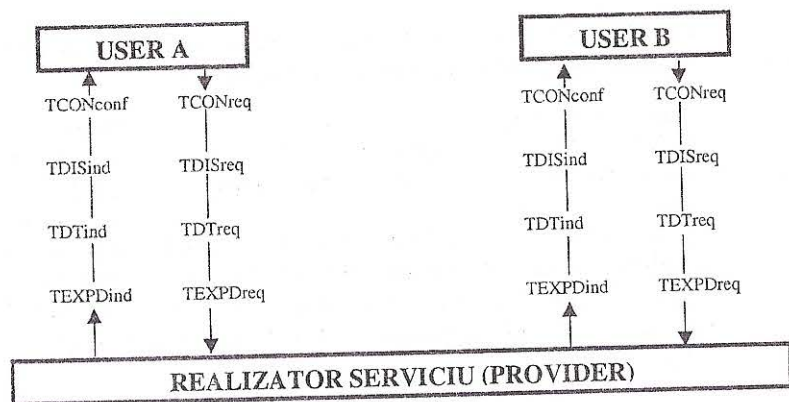 USER A
USER B
TCONconf TCONreq
TCONconf TCONreq
TDISind TDISreq
TDISind TDISreq
TDTind TDTreq
TDTind TDTreq
TEXPDind TEXPDreq
TEXPDind TEXPDreq
REALIZATOR SERVICIU (PROVIDER)